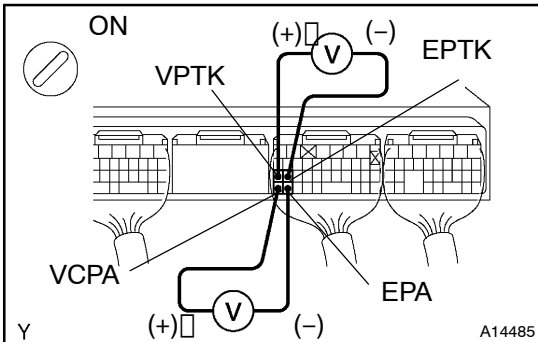 ON
(+)
V
(−)
EPTK
VPTK
VCPA
EPA
(+)
V
(−)
Y
A14485